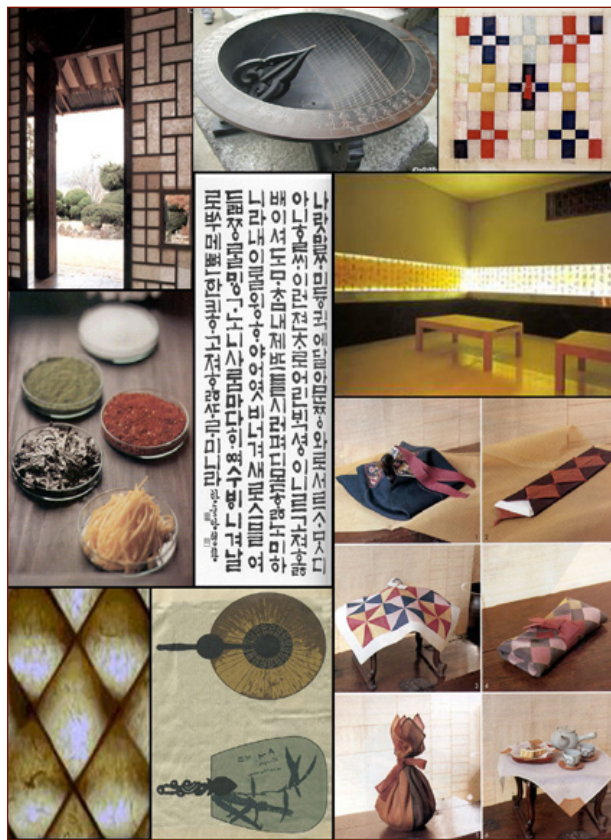 나랏말ᄊᆞ미듕귁에달아문ᄍᆞᆼ와로서르ᄉᆞᄆᆞᆺ디
아니ᄒᆞᆯᄊᆡ이런젼ᄎᆞ로어린ᄇᆡᆨ셩이니르고져호ᇙ
배이셔도ᄆᆞᄎᆞᆷ내제ᄠᅳ들시러펴디몯ᄒᆞᇙ노미하
니라내이ᄅᆞᆯ윙ᄒᆞ야어엿비너겨새로스믈여
듧ᄍᆞᆼᄅᆞᆯᄆᆡᆼᄀᆞ노니사ᄅᆞᆷ마다ᄒᆡᅇᅧ수ᄫᅵ니겨날
로ᄡᅮ메뼌한킈ᄒᆞ고져ᄒᆞᇙᄯᆞᄅᆞ미니라
2
3
4